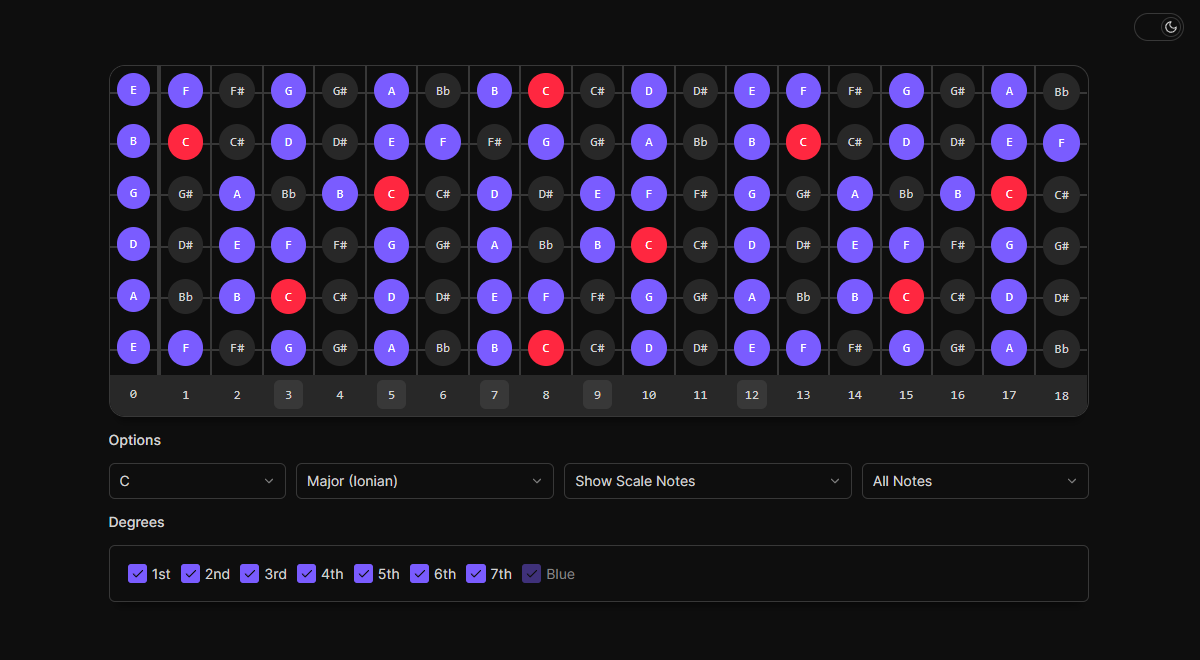 E F F# G G# A Bb B C C# D D# E F F# G G# A Bb
B C C# D D# E F F# G G# A Bb B C C# D D# E F
G G# A Bb B C C# D D# E F F# G G# A Bb B C C#
D D# E F F# G G# A Bb B C C# D D# E F F# G G#
A Bb B C C# D D# E F F# G G# A Bb B C C# D D#
E F F# G G# A Bb B C C# D D# E F F# G G# A Bb
0 1 2 3 4 5 6 7 8 9 10 11 12 13 14 15 16 17 18
Options
C Major (Ionian) Show Scale Notes All Notes
Degrees
1st 2nd 3rd 4th 5th 6th 7th Blue